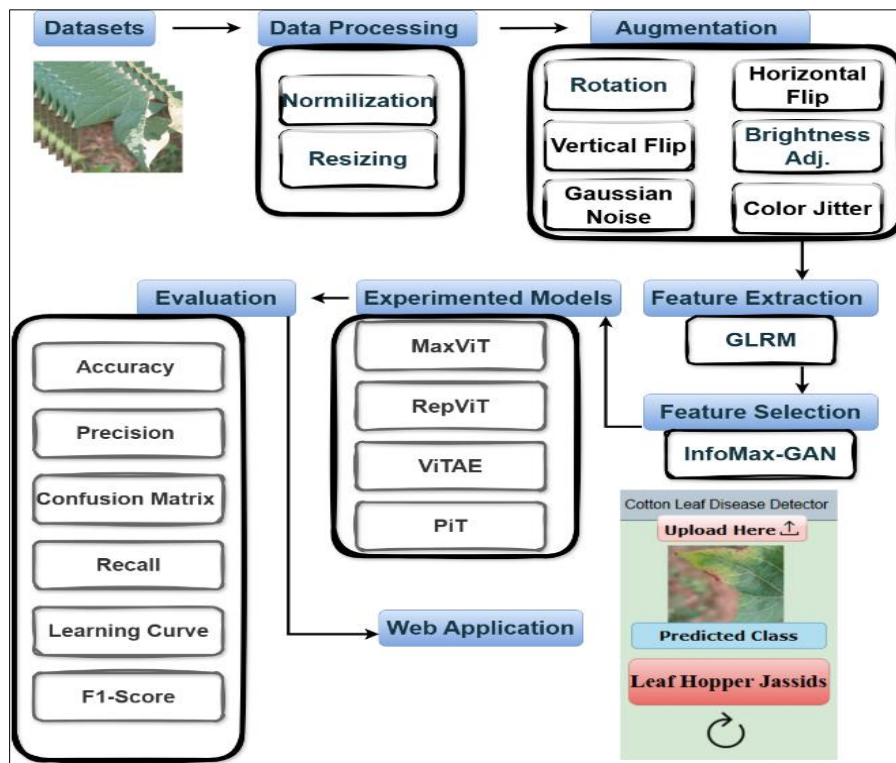 Datasets
Data Processing
Augmentation
Normilization
Resizing
Rotation
Horizontal
Flip
Vertical Flip
Brightness
Adj.
Gaussian
Noise
Color Jitter
Evaluation
Experimented Models
Feature Extraction
GLRM
Feature Selection
InfoMax-GAN
MaxViT
RepViT
ViTAE
PiT
Accuracy
Precision
Confusion Matrix
Recall
Learning Curve
F1-Score
Web Application
Cotton Leaf Disease Detector
Upload Here
Predicted Class
Leaf Hopper Jassids